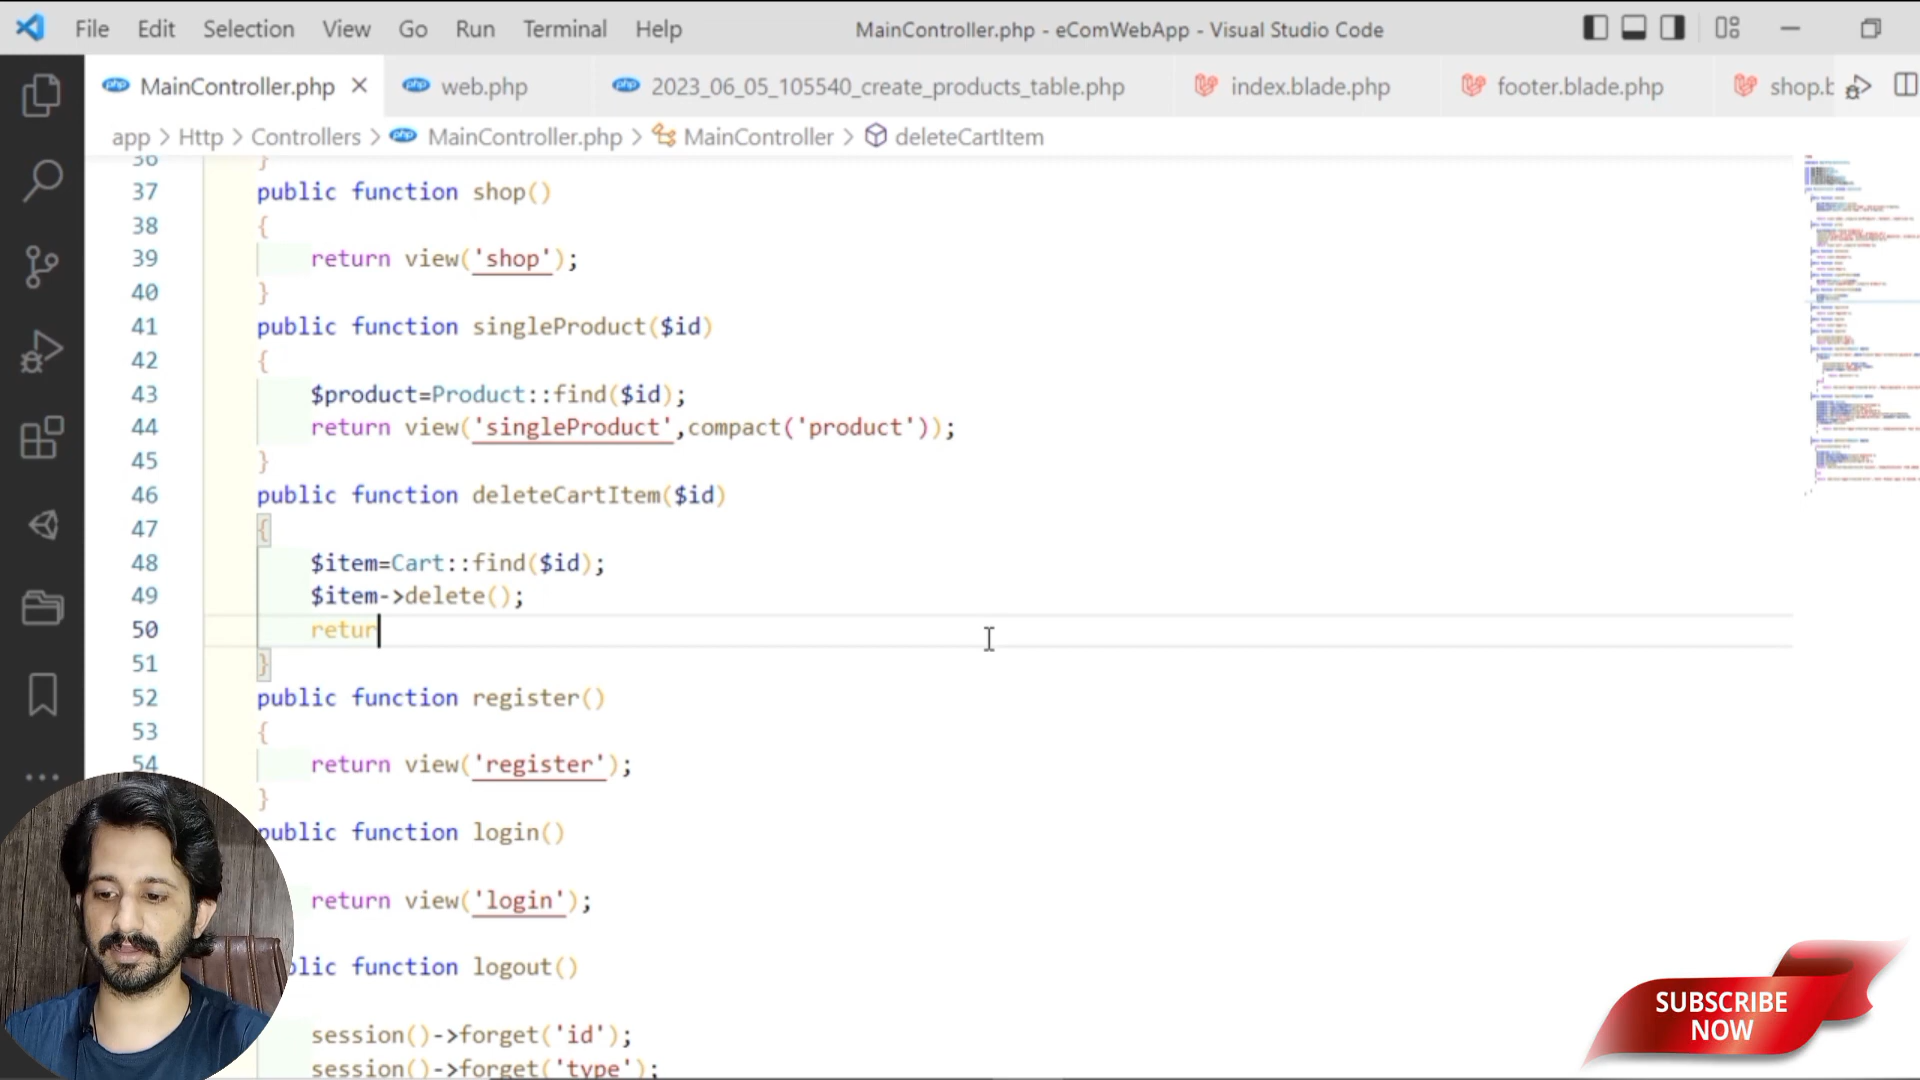 File Edit Selection View Go Run Terminal Help MainController.php - eComWebApp - Visual Studio Code
MainController.php web.php 2023_06_05_105540_create_products_table.php index.blade.php footer.blade.php shop.b
app > Http > Controllers > MainController.php > MainController > deleteCartItem
36 }
37 public function shop()
38 {
39 return view('shop');
40 }
41 public function singleProduct($id)
42 {
43 $product=Product::find($id);
44 return view('singleProduct',compact('product'));
45 }
46 public function deleteCartItem($id)
47 {
48 $item=Cart::find($id);
49 $item->delete();
50 retur
51 }
52 public function register()
53 {
54 return view('register');
}
public function login()
return view('login');
blic function logout()
session()->forget('id');
session()->forget('type');
SUBSCRIBE
NOW